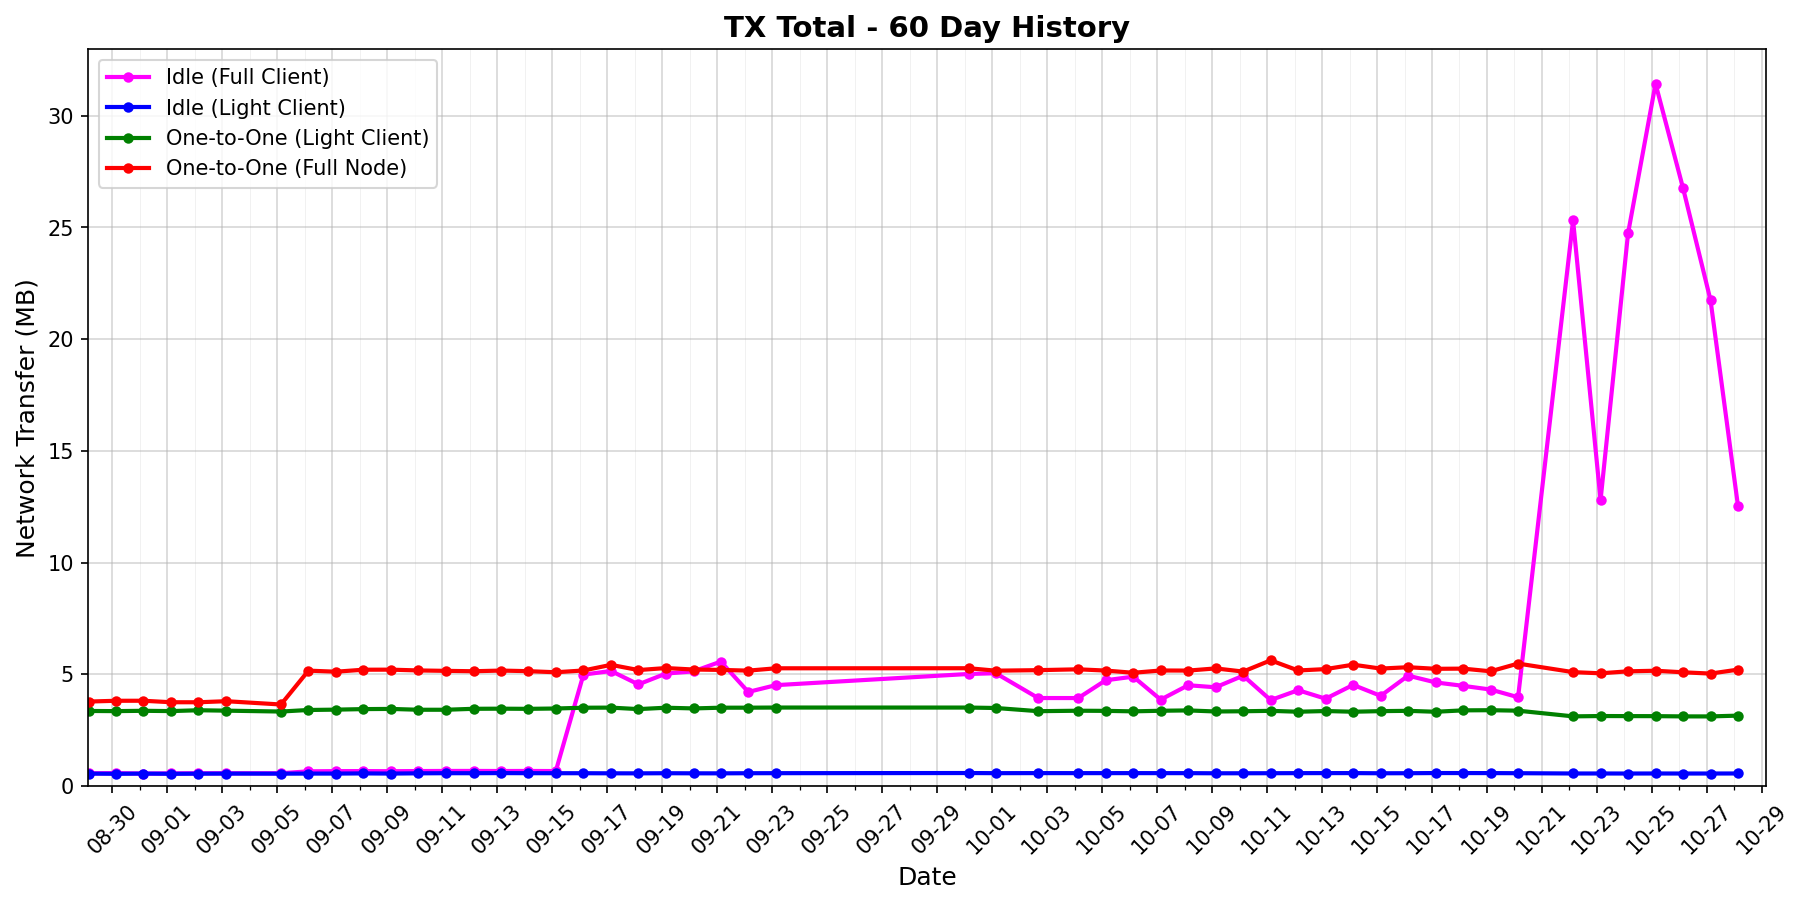 TX Total - 60 Day History
Idle (Full Client)
Idle (Light Client)
One-to-One (Light Client)
One-to-One (Full Node)
Network Transfer (MB)
30
25
20
15
10
5
0
08-30 09-01 09-03 09-05 09-07 09-09 09-11 09-13 09-15 09-17 09-19 09-21 09-23 09-25 09-27 09-29 10-01 10-03 10-05 10-07 10-09 10-11 10-13 10-15 10-17 10-19 10-21 10-23 10-25 10-27 10-29
Date